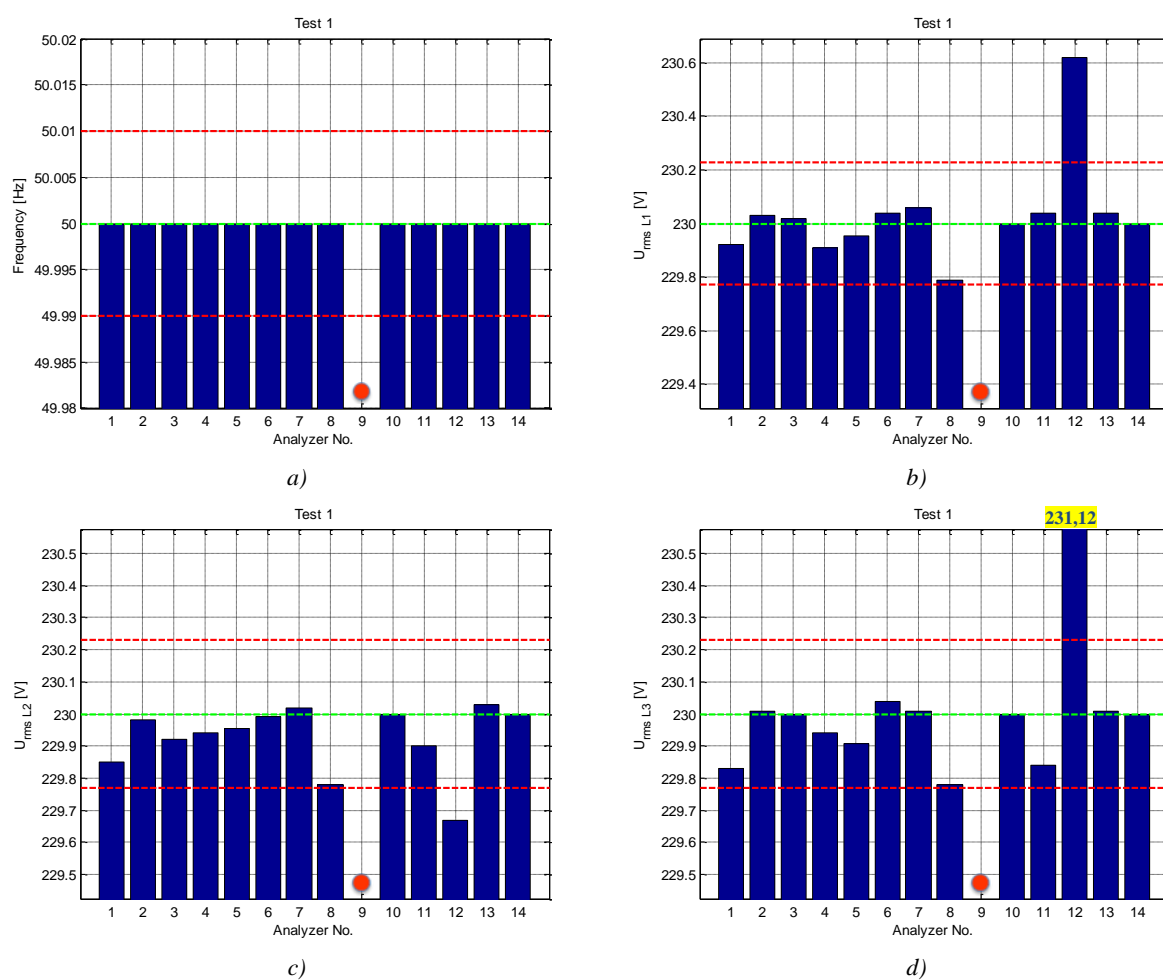 Test 1
50.02
50.015
50.01
50.005
50
49.995
49.99
49.985
49.98
Frequency [Hz]
1 2 3 4 5 6 7 8 9 10 11 12 13 14
Analyzer No.
a)
Test 1
230.6
230.4
230.2
230
229.8
229.6
229.4
Urms L1 [V]
1 2 3 4 5 6 7 8 9 10 11 12 13 14
Analyzer No.
b)
Test 1
230.5
230.4
230.3
230.2
230.1
230
229.9
229.8
229.7
229.6
229.5
Urms L2 [V]
1 2 3 4 5 6 7 8 9 10 11 12 13 14
Analyzer No.
c)
Test 1
231,12
230.5
230.4
230.3
230.2
230.1
230
229.9
229.8
229.7
229.6
229.5
Urms L3 [V]
1 2 3 4 5 6 7 8 9 10 11 12 13 14
Analyzer No.
d)